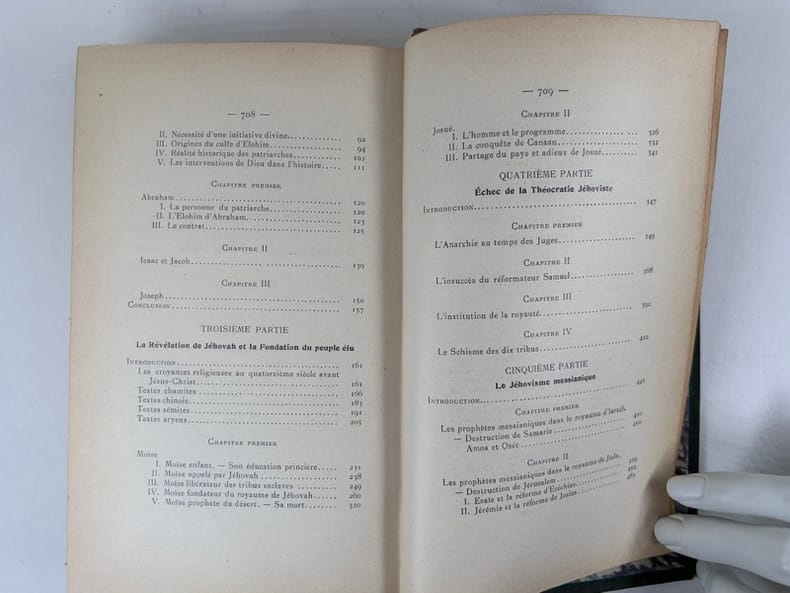 — 708 —
II. Nécessité d'une initiative divine.............. 92
III. Origines du culte d'Elohim.................... 94
IV. Réalité historique des patriarches............ 102
V. Les interventions de Dieu dans l'histoire..... 111
CHAPITRE PREMIER
Abraham.................... 120
I. La personne du patriarche.................... 120
II. L'Elohim d'Abraham.................... 123
III. Le contrat.................... 125
CHAPITRE II
Isaac et Jacob.................... 139
CHAPITRE III
Joseph.................... 150
CONCLUSION.................... 157
TROISIÈME PARTIE
La Révélation de Jéhovah et la Fondation du peuple élu
INTRODUCTION.................... 161
Les croyances religieuses au quatorzième siècle avant
Jésus-Christ.................... 161
Textes chamites.................... 166
Textes chinois.................... 183
Textes sémites.................... 191
Textes aryens.................... 205
CHAPITRE PREMIER
Moïse
I. Moïse enfant. — Son éducation princière..... 231
II. Moïse appelé par Jéhovah.................... 238
III. Moïse libérateur des tribus esclaves.......... 249
IV. Moïse fondateur du royaume de Jéhovah...... 260
V. Moïse prophète du désert. — Sa mort........ 320
— 709 —
CHAPITRE II
Josué.
I. L'homme et le programme.............. ... 326
II. La conquête de Canaan.................... 332
III. Partage du pays et adieux de Josué.......... 341
QUATRIÈME PARTIE
Échec de la Théocratie Jéhoviste
INTRODUCTION.................... 347
CHAPITRE PREMIER
L'Anarchie au temps des Juges.................... 349
CHAPITRE II
L'insuccès du réformateur Samuel.................... 368
CHAPITRE III
L'institution de la royauté.................... 392
CHAPITRE IV
Le Schisme des dix tribus.................... 422
CINQUIÈME PARTIE
Le Jéhovisme messianique
INTRODUCTION....................
CHAPITRE PREMIER
Les prophètes messianiques dans le royaume d'Israël.
— Destruction de Samarie.................... 450
Amos et Osée.................... 450
CHAPITRE II
Les prophètes messianiques dans le royaume de Juda.
— Destruction de Jérusalem....................
I. Esaïe et la réforme d'Ezéchias....................
II. Jérémie et la réforme de Josias....................